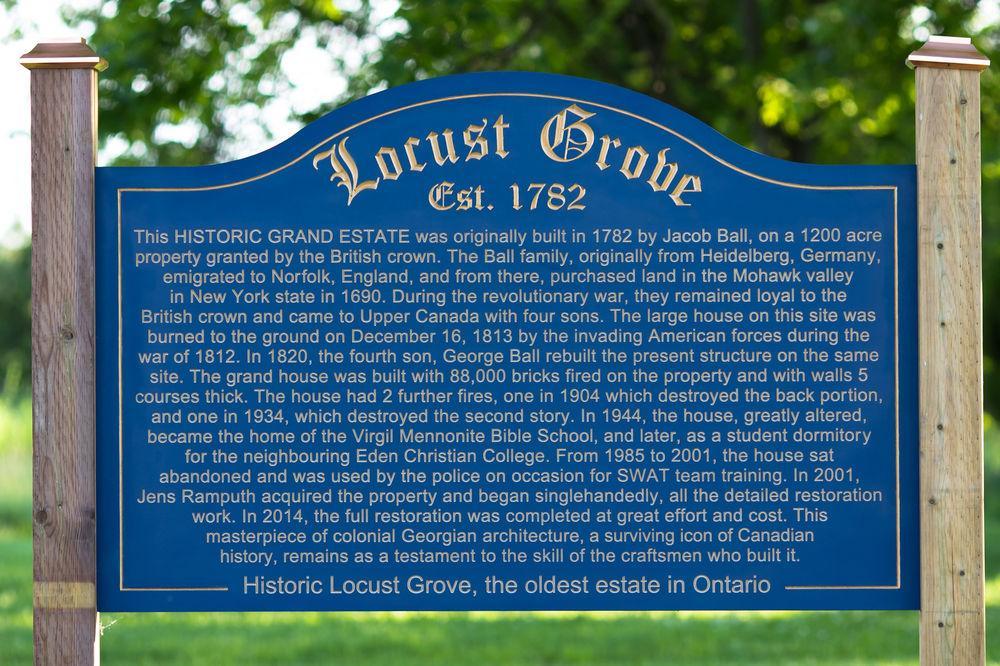 Locust Grove
Est. 1782
This HISTORIC GRAND ESTATE was originally built in 1782 by Jacob Ball, on a 1200 acre
property granted by the British crown. The Ball family, originally from Heidelberg, Germany,
emigrated to Norfolk, England, and from there, purchased land in the Mohawk valley
in New York state in 1690. During the revolutionary war, they remained loyal to the
British crown and came to Upper Canada with four sons. The large house on this site was
burned to the ground on December 16, 1813 by the invading American forces during the
war of 1812. In 1820, the fourth son, George Ball rebuilt the present structure on the same
site. The grand house was built with 88,000 bricks fired on the property and with walls 5
courses thick. The house had 2 further fires, one in 1904 which destroyed the back portion,
and one in 1934, which destroyed the second story. In 1944, the house, greatly altered,
became the home of the Virgil Mennonite Bible School, and later, as a student dormitory
for the neighbouring Eden Christian College. From 1985 to 2001, the house sat
abandoned and was used by the police on occasion for SWAT team training. In 2001,
Jens Ramputh acquired the property and began singlehandedly, all the detailed restoration
work. In 2014, the full restoration was completed at great effort and cost. This
masterpiece of colonial Georgian architecture, a surviving icon of Canadian
history, remains as a testament to the skill of the craftsmen who built it.
Historic Locust Grove, the oldest estate in Ontario